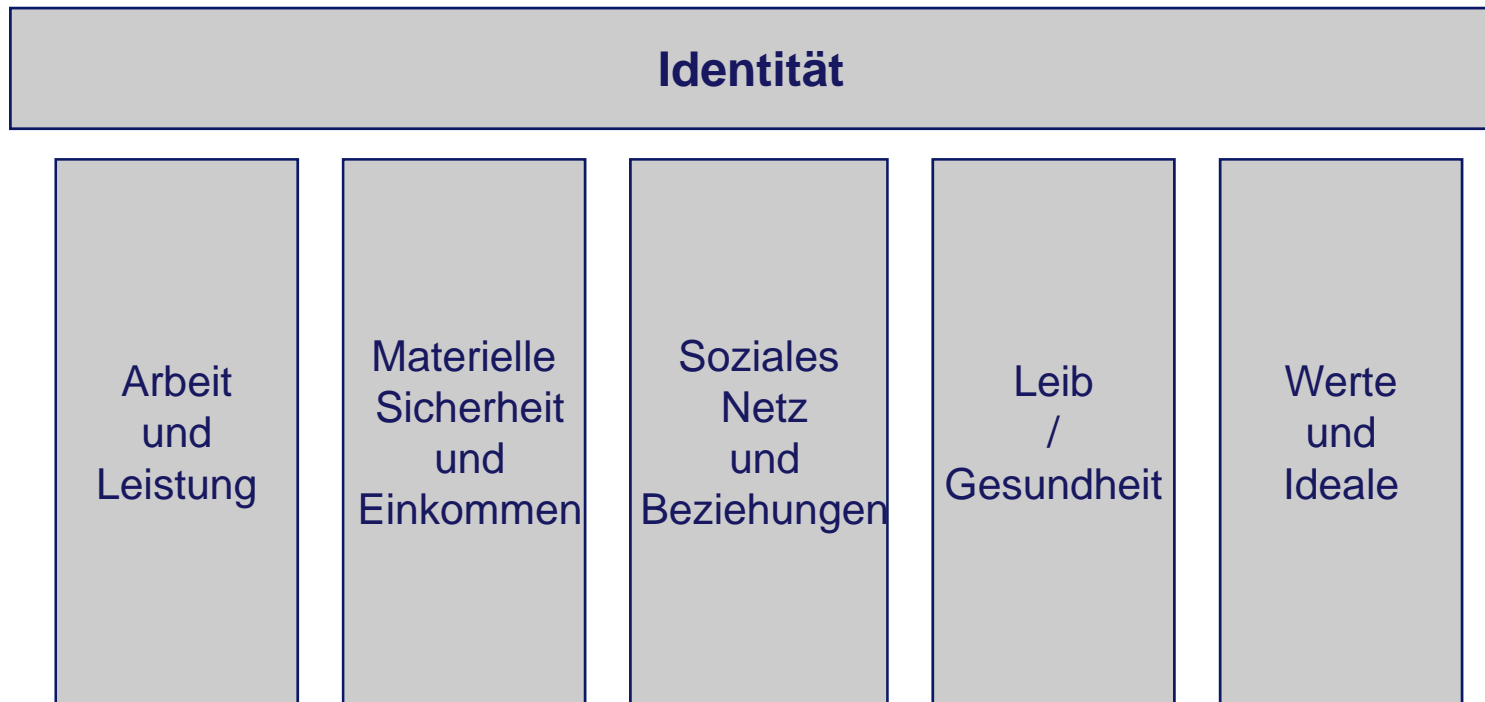 Identität
Arbeit
und
Leistung
Materielle
Sicherheit
und
Einkommen
Soziales
Netz
und
Beziehungen
Leib
/
Gesundheit
Werte
und
Ideale